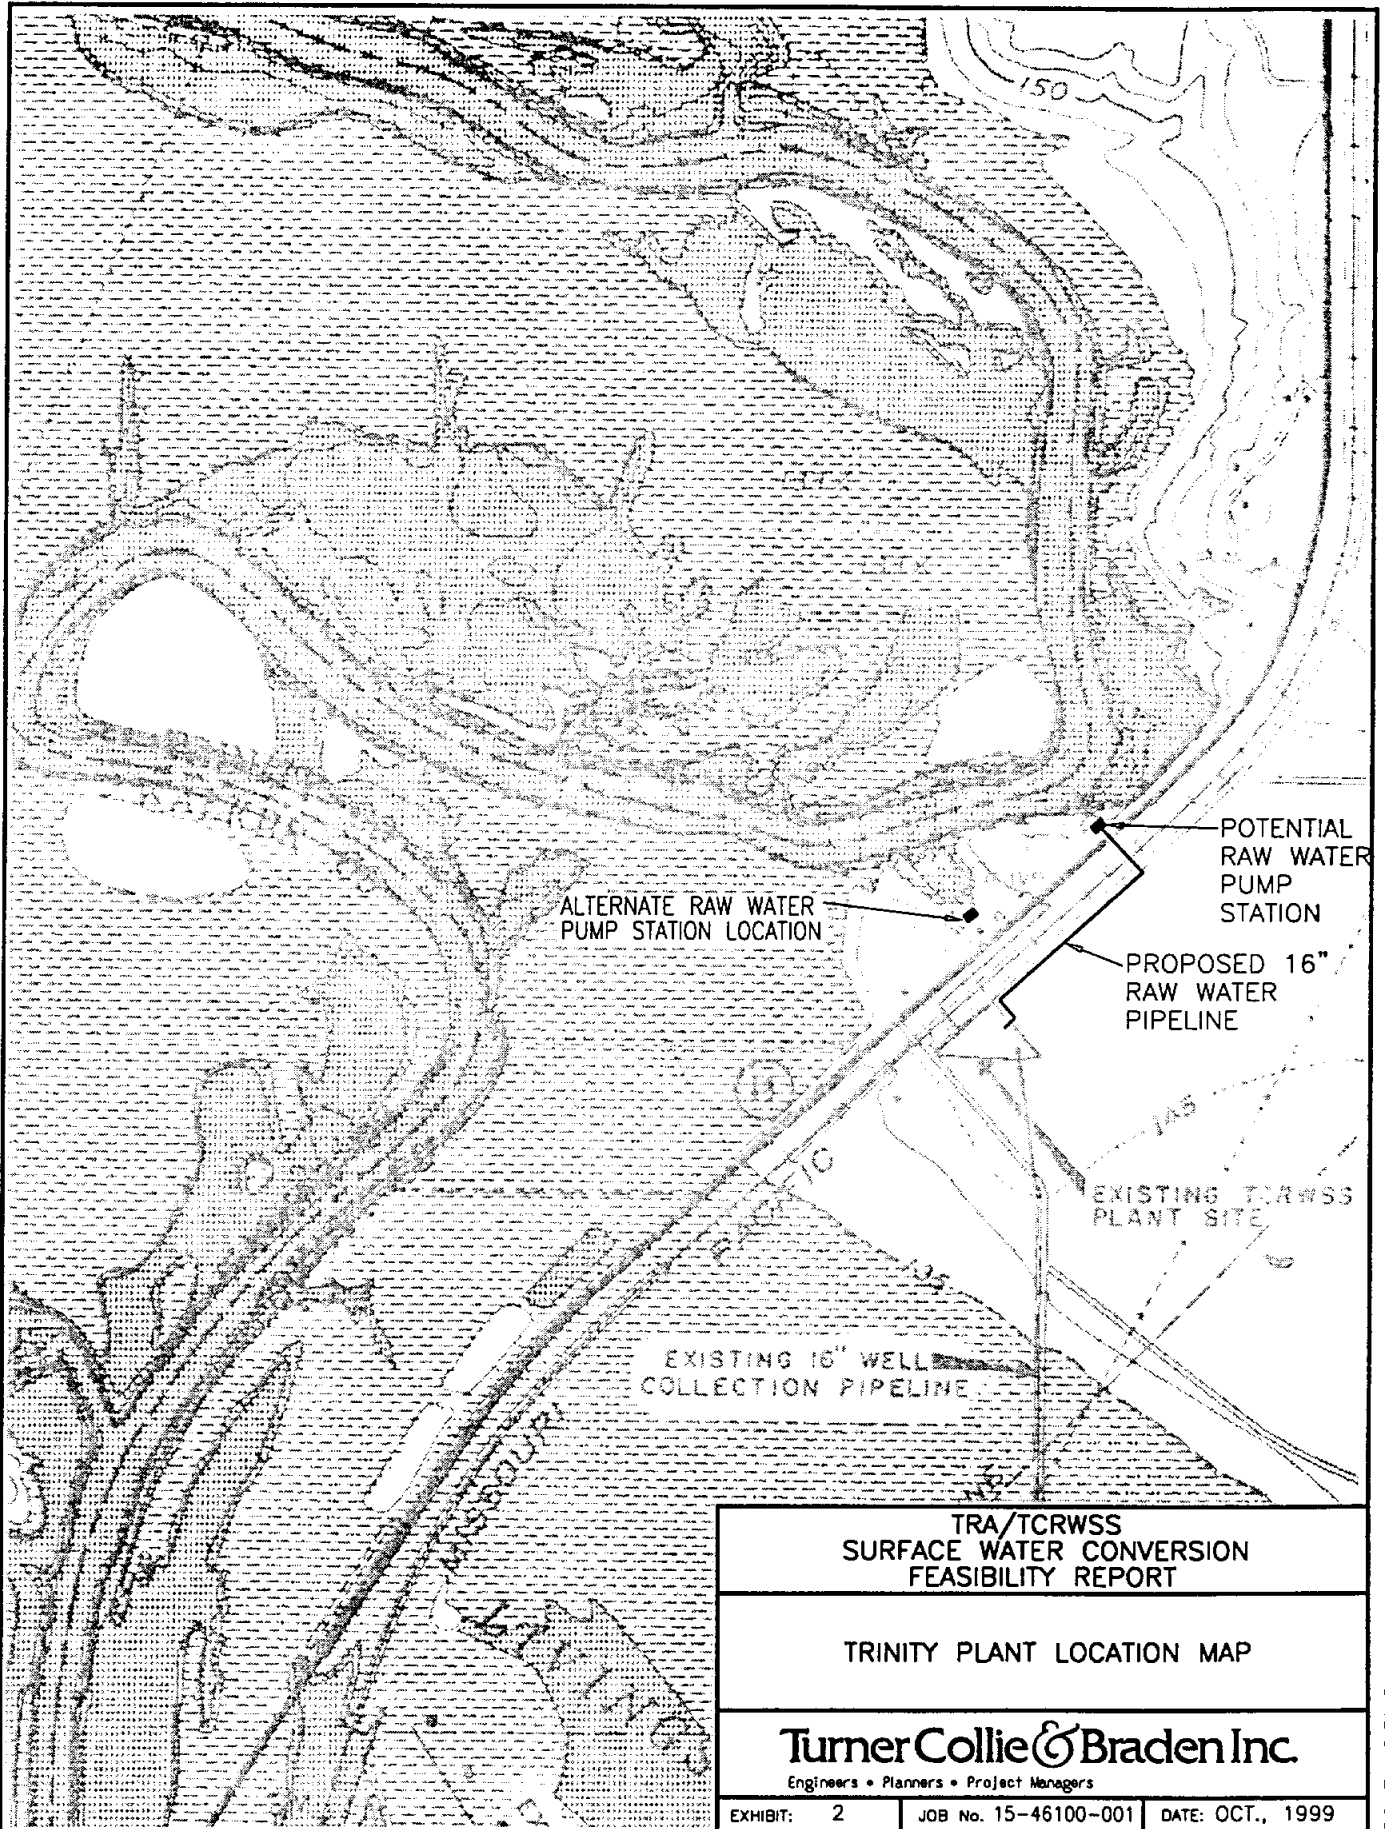 150
POTENTIAL
RAW WATER
PUMP
STATION
ALTERNATE RAW WATER
PUMP STATION LOCATION
PROPOSED 16"
RAW WATER
PIPELINE
145
PACIFIC
EXISTING TCRWSS
PLANT SITE
135
EXISTING 16" WELL
COLLECTION PIPELINE
MISSOURI
TRA/TCRWSS
SURFACE WATER CONVERSION
FEASIBILITY REPORT
TRINITY PLANT LOCATION MAP
Turner Collie & Braden Inc.
Engineers • Planners • Project Managers
EXHIBIT: 2
JOB No. 15-46100-001
DATE: OCT., 1999